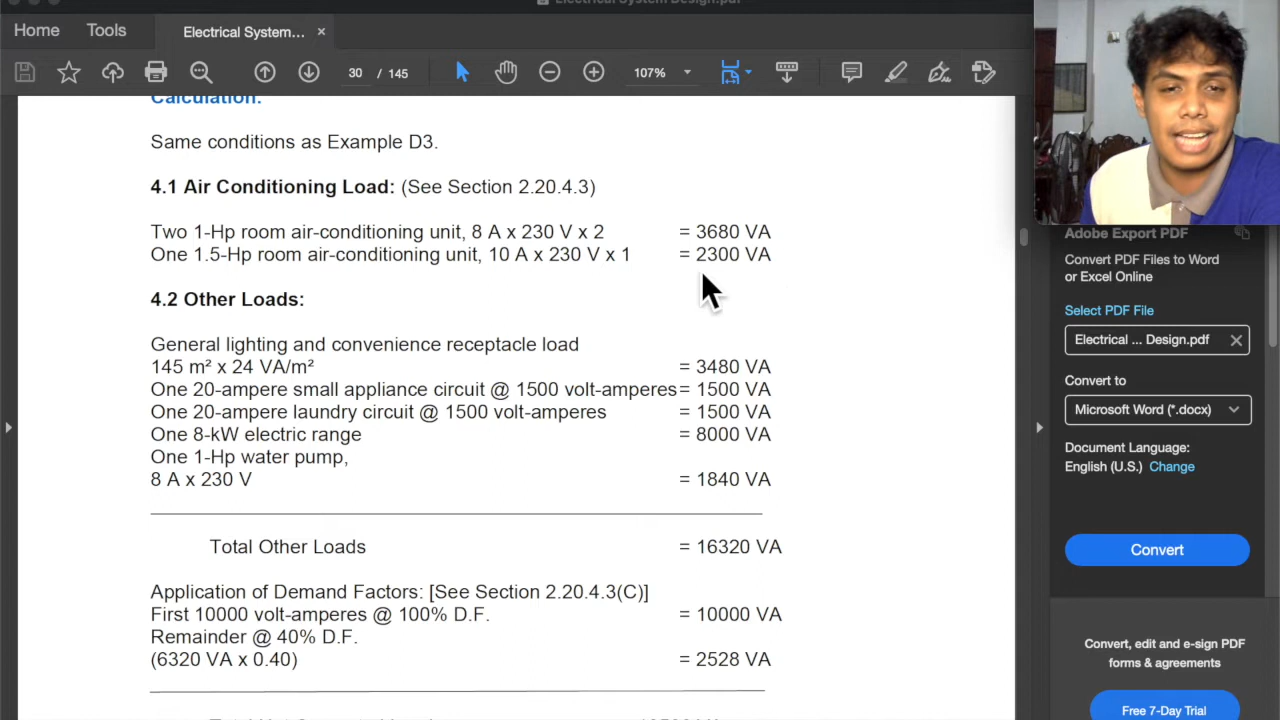 Electrical System Design.pdf
Home Tools Electrical System... ×
30 / 145 107%
Calculation:
Same conditions as Example D3.
4.1 Air Conditioning Load: (See Section 2.20.4.3)
Two 1-Hp room air-conditioning unit, 8 A x 230 V x 2 = 3680 VA
One 1.5-Hp room air-conditioning unit, 10 A x 230 V x 1 = 2300 VA
4.2 Other Loads:
General lighting and convenience receptacle load
145 m² x 24 VA/m² = 3480 VA
One 20-ampere small appliance circuit @ 1500 volt-amperes= 1500 VA
One 20-ampere laundry circuit @ 1500 volt-amperes = 1500 VA
One 8-kW electric range = 8000 VA
One 1-Hp water pump,
8 A x 230 V = 1840 VA
Total Other Loads = 16320 VA
Application of Demand Factors: [See Section 2.20.4.3(C)]
First 10000 volt-amperes @ 100% D.F. = 10000 VA
Remainder @ 40% D.F.
(6320 VA x 0.40) = 2528 VA
Adobe Export PDF
Convert PDF Files to Word
or Excel Online
Select PDF File
Electrical ... Design.pdf
Convert to
Microsoft Word (*.docx)
Document Language:
English (U.S.) Change
Convert
Convert, edit and e-sign PDF
forms & agreements
Free 7-Day Trial